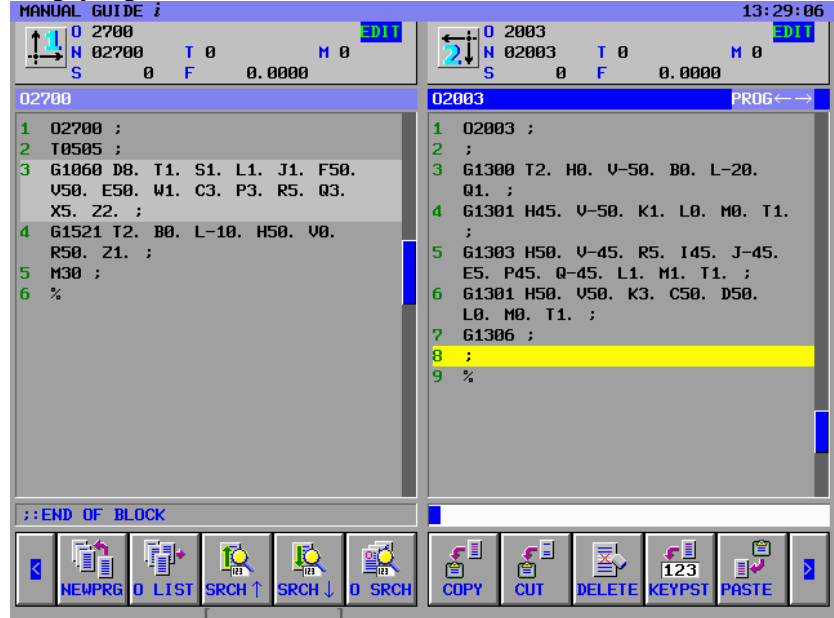 MANUAL GUIDE i 13:29:06
O 2700 EDIT
N 02700 T 0 M 0
S 0 F 0.0000
O2700
1 O2700 ;
2 T0505 ;
3 G1060 D8. T1. S1. L1. J1. F50.
V50. E50. W1. C3. P3. R5. Q3.
X5. Z2. ;
4 G1521 T2. B0. L-10. H50. V0.
R50. Z1. ;
5 M30 ;
6 %
;:END OF BLOCK
< NEWPRG O LIST SRCH↑ SRCH↓ O SRCH
O 2003 EDIT
N 02003 T 0 M 0
S 0 F 0.0000
O2003 PROG←→
1 O2003 ;
2 ;
3 G1300 T2. H0. V-50. B0. L-20.
Q1. ;
4 G1301 H45. V-50. K1. L0. M0. T1.
;
5 G1303 H50. V-45. R5. I45. J-45.
E5. P45. Q-45. L1. M1. T1. ;
6 G1301 H50. V50. K3. C50. D50.
L0. M0. T1. ;
7 G1306 ;
8 ;
9 %
COPY CUT DELETE KEYPST PASTE >